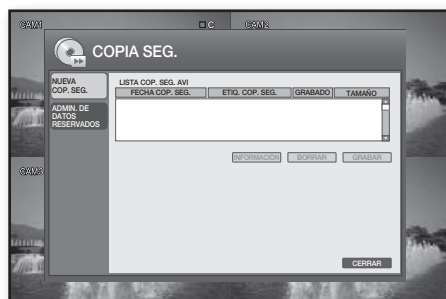 CAM1 C CAM2
COPIA SEG.
NUEVA
COP. SEG.
ADMIN. DE
DATOS
RESERVADOS
LISTA COP. SEG. AVI
FECHA COP. SEG. ETIQ. COP. SEG. GRABADO TAMAÑO
INFORMACIÓN BORRAR GRABAR
CAM3
CERRAR